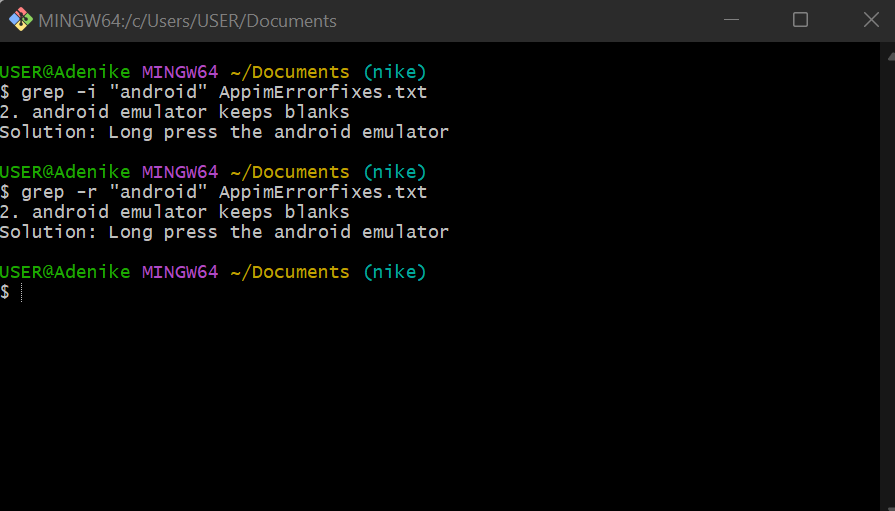 MINGW64:/c/Users/USER/Documents
USER@Adenike MINGW64 ~/Documents (nike)
$ grep -i "android" AppimErrorfixes.txt
2. android emulator keeps blanks
Solution: Long press the android emulator
USER@Adenike MINGW64 ~/Documents (nike)
$ grep -r "android" AppimErrorfixes.txt
2. android emulator keeps blanks
Solution: Long press the android emulator
USER@Adenike MINGW64 ~/Documents (nike)
$